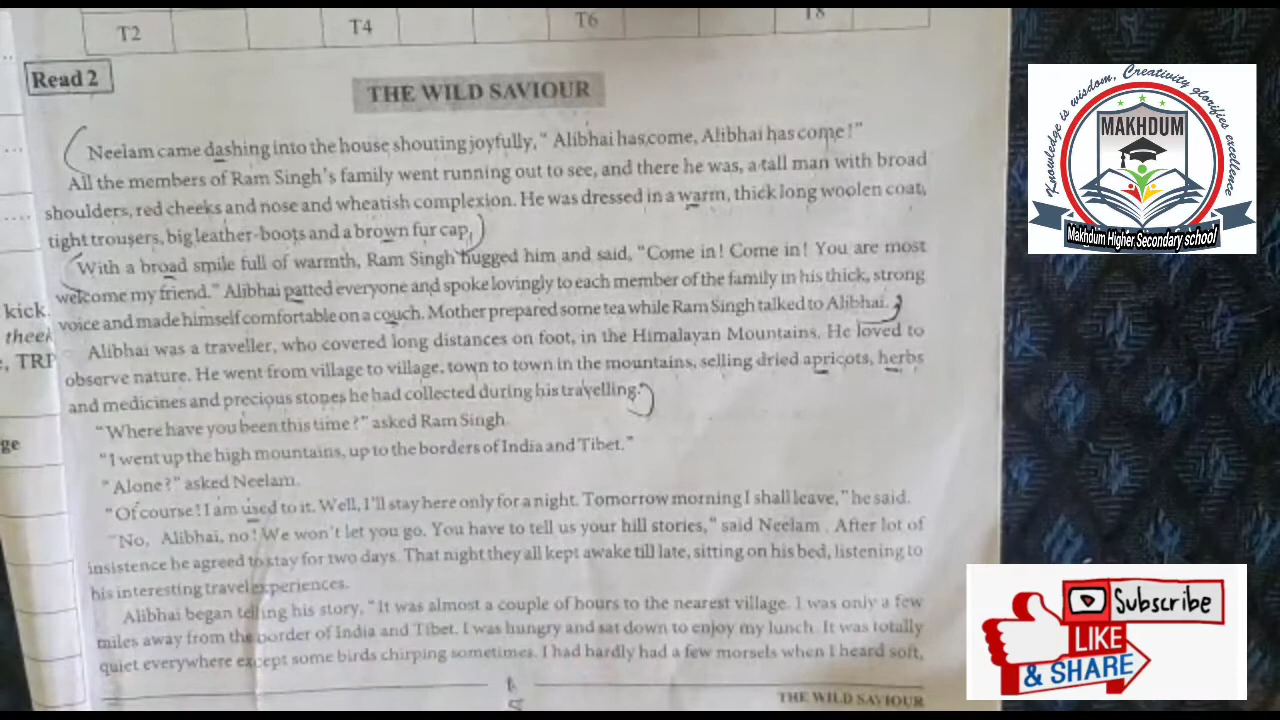 T2
T4
T6
T8
Read 2
THE WILD SAVIOUR
Neelam came dashing into the house shouting joyfully, " Alibhai has come, Alibhai has come !"
All the members of Ram Singh's family went running out to see, and there he was, a tall man with broad
shoulders, red cheeks and nose and wheatish complexion. He was dressed in a warm, thick long woolen coat,
tight trousers, big leather-boots and a brown fur cap.
With a broad smile full of warmth, Ram Singh hugged him and said, "Come in! Come in! You are most
welcome my friend." Alibhai patted everyone and spoke lovingly to each member of the family in his thick, strong
voice and made himself comfortable on a couch. Mother prepared some tea while Ram Singh talked to Alibhai.
Alibhai was a traveller, who covered long distances on foot, in the Himalayan Mountains. He loved to
observe nature. He went from village to village, town to town in the mountains, selling dried apricots, herbs
and medicines and precious stones he had collected during his travelling.
"Where have you been this time?" asked Ram Singh
"I went up the high mountains, up to the borders of India and Tibet."
"Alone?" asked Neelam.
"Of course! I am used to it. Well, I'll stay here only for a night. Tomorrow morning I shall leave," he said.
"No, Alibhai, no! We won't let you go. You have to tell us your hill stories," said Neelam . After lot of
insistence he agreed to stay for two days. That night they all kept awake till late, sitting on his bed, listening to
his interesting travel experiences.
Alibhai began telling his story, "It was almost a couple of hours to the nearest village. I was only a few
miles away from the border of India and Tibet. I was hungry and sat down to enjoy my lunch. It was totally
quiet everywhere except some birds chirping sometimes. I had hardly had a few morsels when I heard soft,
THE WILD SAVIOUR
kick.
theek
, TRP
ge
Knowledge is wisdom, Creativity glorifies excellence
MAKHDUM
Makhdum Higher Secondary school
Subscribe
LIKE
& SHARE